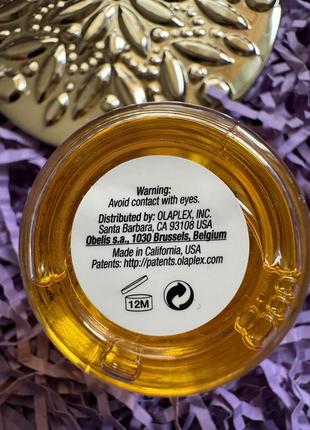 Warning:
Avoid contact with eyes.
Distributed by: OLAPLEX, INC.
Santa Barbara, CA 93108 USA
Obelis s.a., 1030 Brussels, Belgium
Made in California, USA
Patents: http://patents.olaplex.com
12M